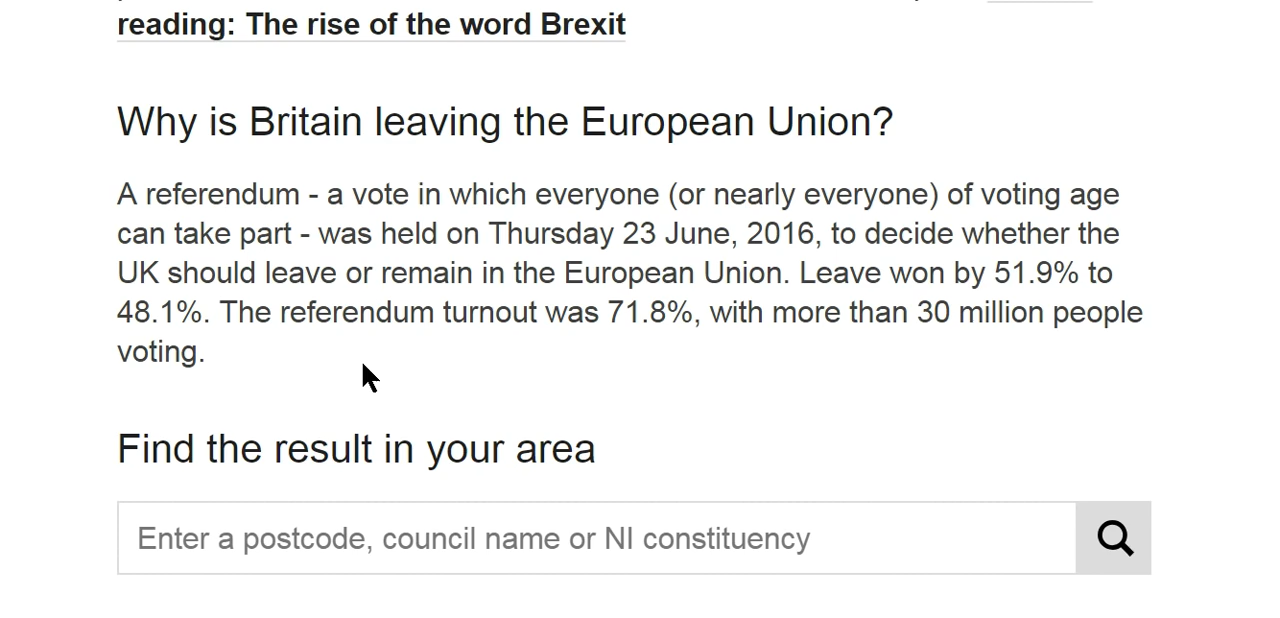 reading: The rise of the word Brexit
Why is Britain leaving the European Union?
A referendum - a vote in which everyone (or nearly everyone) of voting age
can take part - was held on Thursday 23 June, 2016, to decide whether the
UK should leave or remain in the European Union. Leave won by 51.9% to
48.1%. The referendum turnout was 71.8%, with more than 30 million people
voting.
Find the result in your area
Enter a postcode, council name or NI constituency